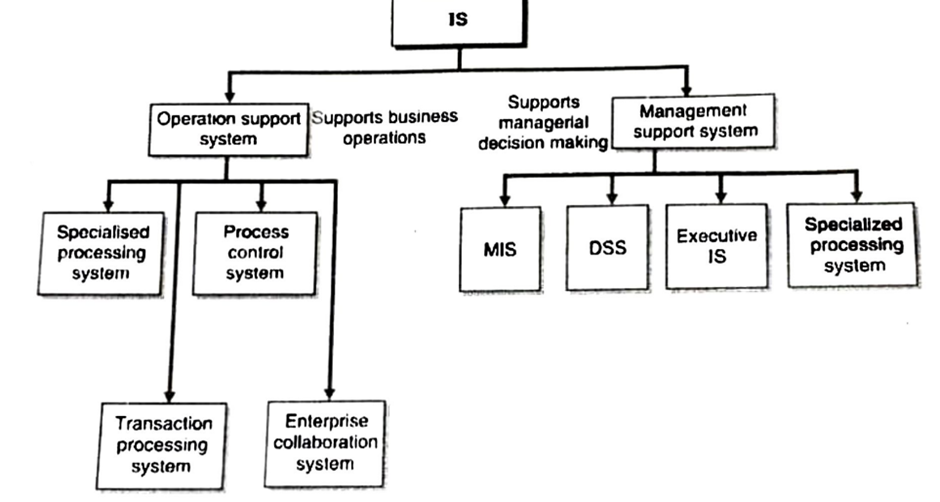 IS
Operation support
system
Supports business
operations
Supports
managerial
decision making
Management
support system
Specialised
processing
system
Process
control
system
MIS
DSS
Executive
IS
Specialized
processing
system
Transaction
processing
system
Enterprise
collaboration
system